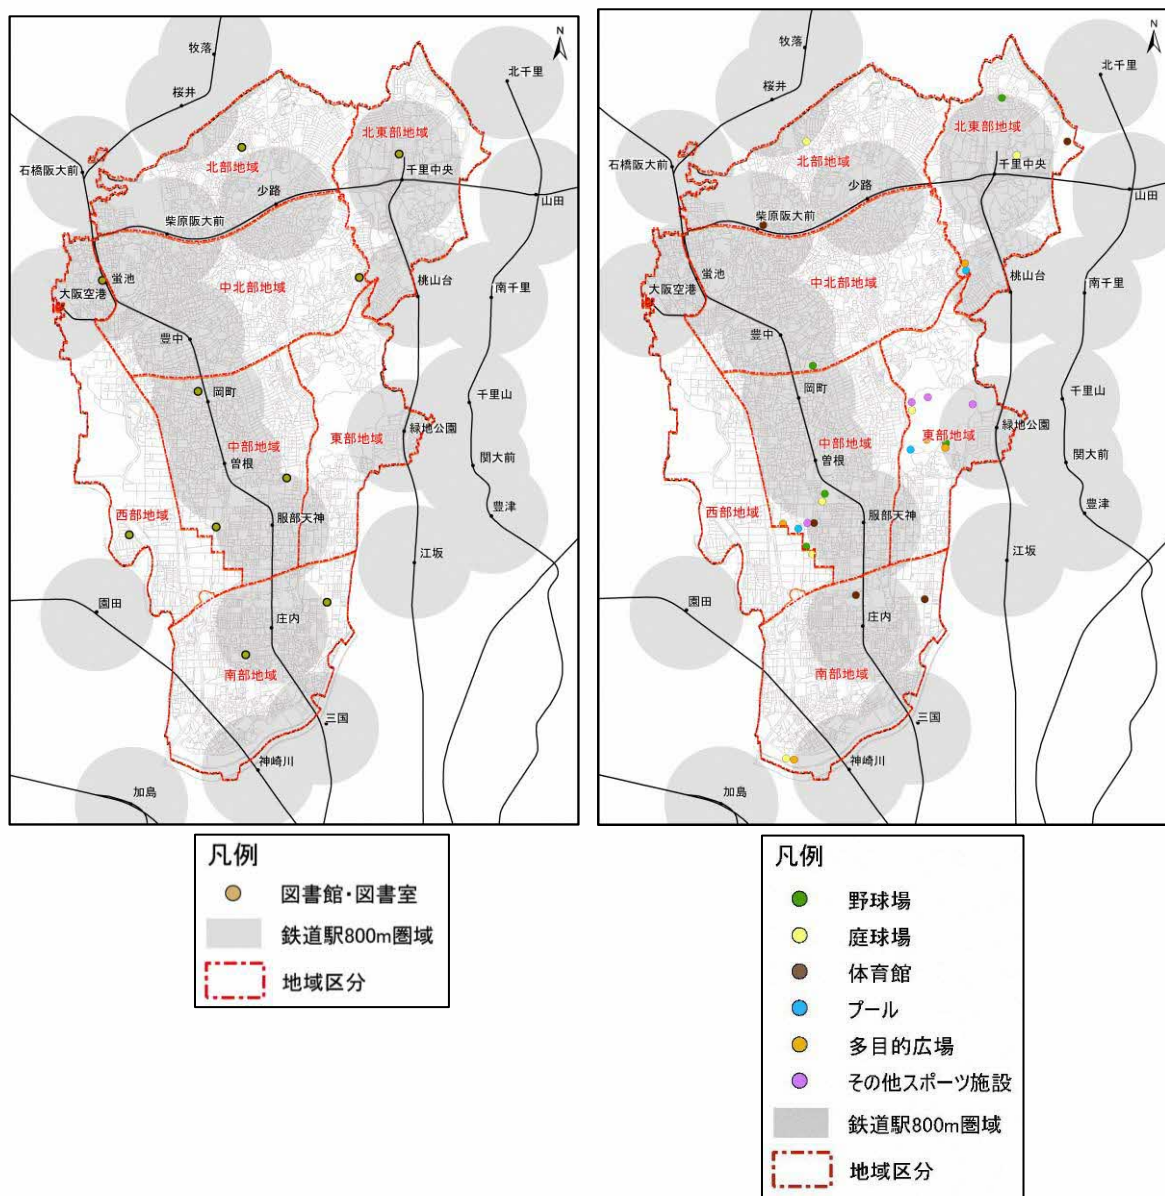 N
牧落
北千里
桜井
北東部地域
石橋阪大前
北部地域
千里中央
少路
山田
柴原阪大前
蛍池
中北部地域
桃山台
南千里
大阪空港
豊中
岡町
千里山
東部地域
緑地公園
中部地域
曽根
関大前
西部地域
服部天神
豊津
江坂
園田
庄内
南部地域
三国
神崎川
加島
凡例
図書館・図書室
鉄道駅800m圏域
地域区分
N
牧落
北千里
桜井
北東部地域
石橋阪大前
北部地域
千里中央
少路
山田
柴原阪大前
蛍池
中北部地域
桃山台
南千里
大阪空港
豊中
岡町
千里山
東部地域
緑地公園
中部地域
曽根
関大前
西部地域
服部天神
豊津
江坂
園田
庄内
南部地域
三国
神崎川
加島
凡例
野球場
庭球場
体育館
プール
多目的広場
その他スポーツ施設
鉄道駅800m圏域
地域区分